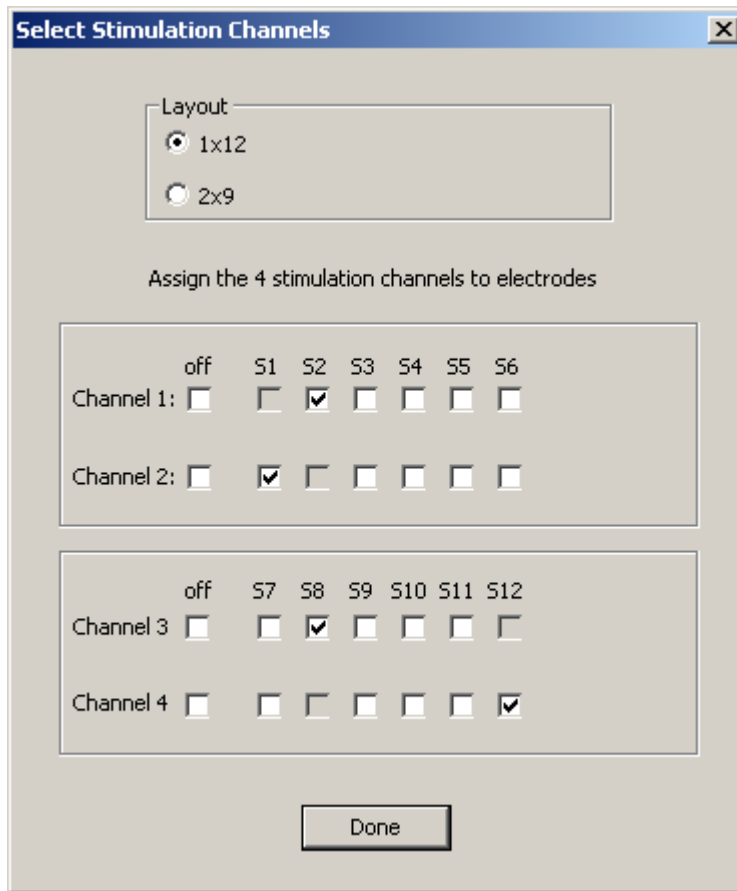 Select Stimulation Channels
Layout
1x12
2x9
Assign the 4 stimulation channels to electrodes
off S1 S2 S3 S4 S5 S6
Channel 1:
Channel 2:
off S7 S8 S9 S10 S11 S12
Channel 3
Channel 4
Done